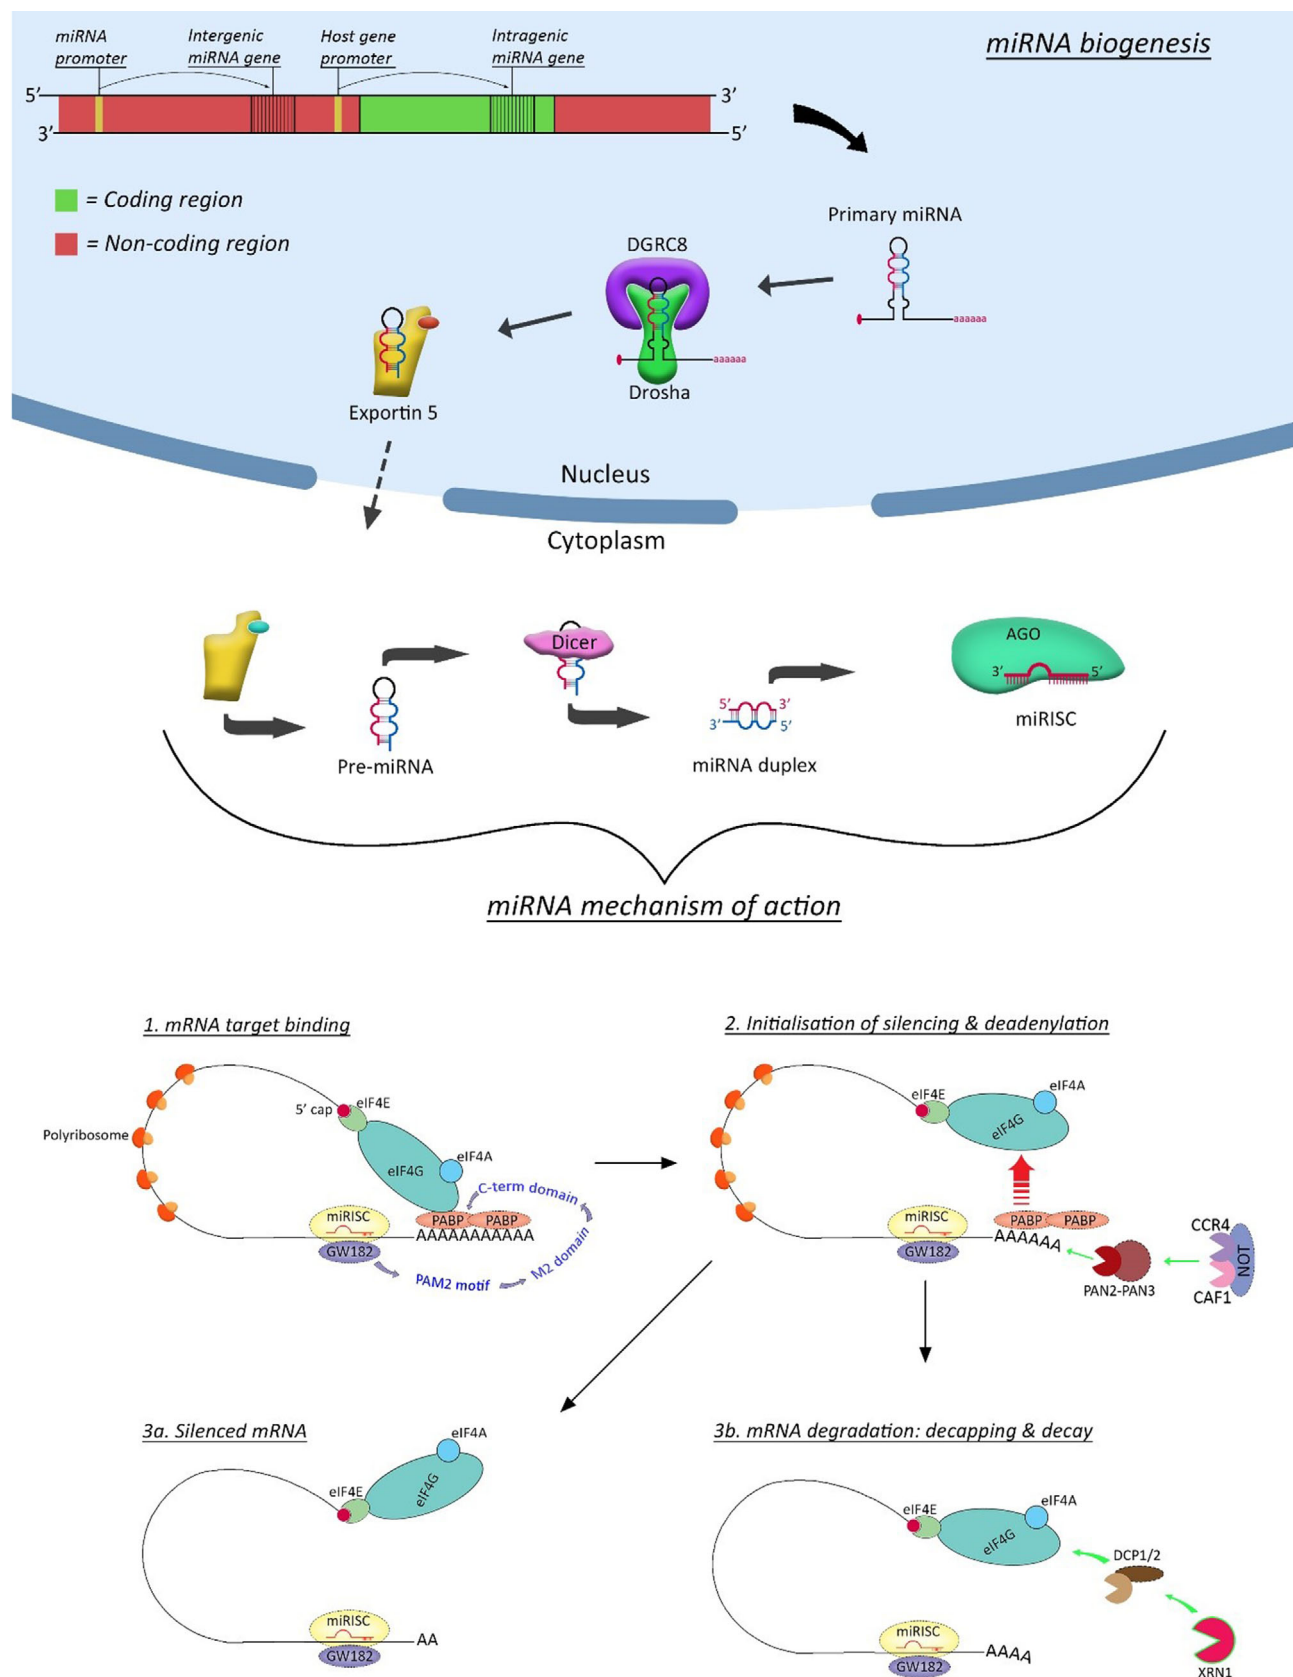 miRNA biogenesis
miRNA
promoter
Intergenic
miRNA gene
Host gene
promoter
Intragenic
miRNA gene
5’
3’
3’
5’
= Coding region
= Non-coding region
Primary miRNA
aaaaaa
DGRC8
aaaaaa
Drosha
Exportin 5
Nucleus
Cytoplasm
Dicer
AGO
3’
5’
miRISC
5’
3’
3’
5’
Pre-miRNA
miRNA duplex
miRNA mechanism of action
1. mRNA target binding
5’ cap
eIF4E
Polyribosome
eIF4G
eIF4A
C-term domain
miRISC
PABP
PABP
AAAAAAAAAAA
GW182
PAM2 motif
M2 domain
2. Initialisation of silencing & deadenylation
eIF4E
eIF4A
eIF4G
miRISC
PABP
PABP
AAAAAA
GW182
PAN2-PAN3
CCR4
NOT
CAF1
3a. Silenced mRNA
eIF4A
eIF4E
eIF4G
miRISC
AA
GW182
3b. mRNA degradation: decapping & decay
eIF4E
eIF4A
eIF4G
DCP1/2
miRISC
AAAA
GW182
XRN1